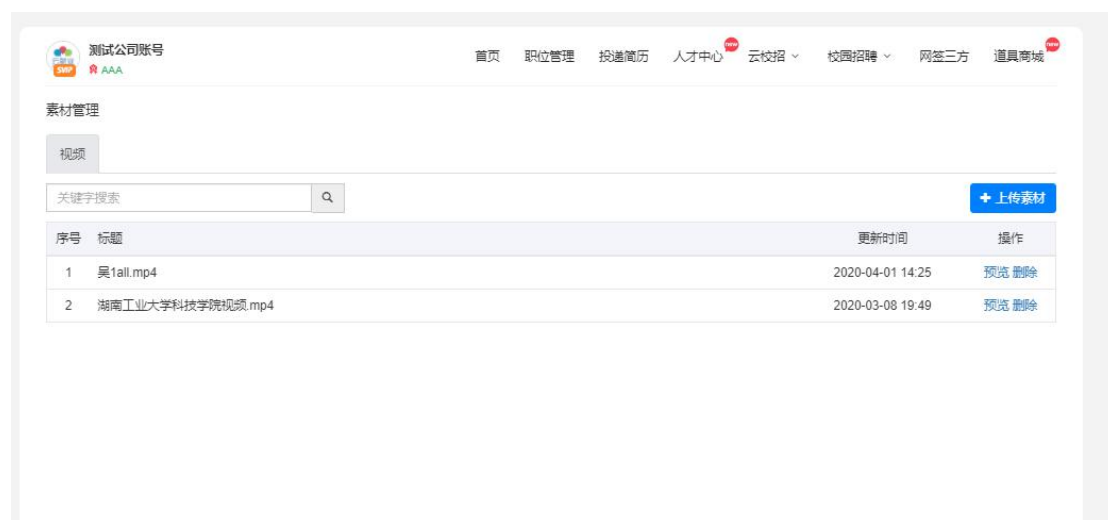 测试公司账号
AAA
SVIP
首页 职位管理 投递简历 人才中心 new 云校招 校园招聘 网签三方 道具商城 new
素材管理
视频
关键字搜索
+ 上传素材
序号 标题 更新时间 操作
1 吴1all.mp4 2020-04-01 14:25 预览 删除
2 湖南工业大学科技学院视频.mp4 2020-03-08 19:49 预览 删除